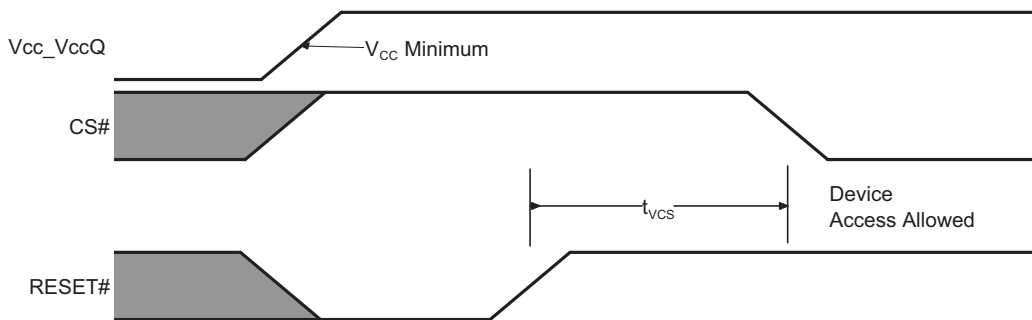 Vcc_VccQ
VCC Minimum
CS#
tVCS
Device
Access Allowed
RESET#